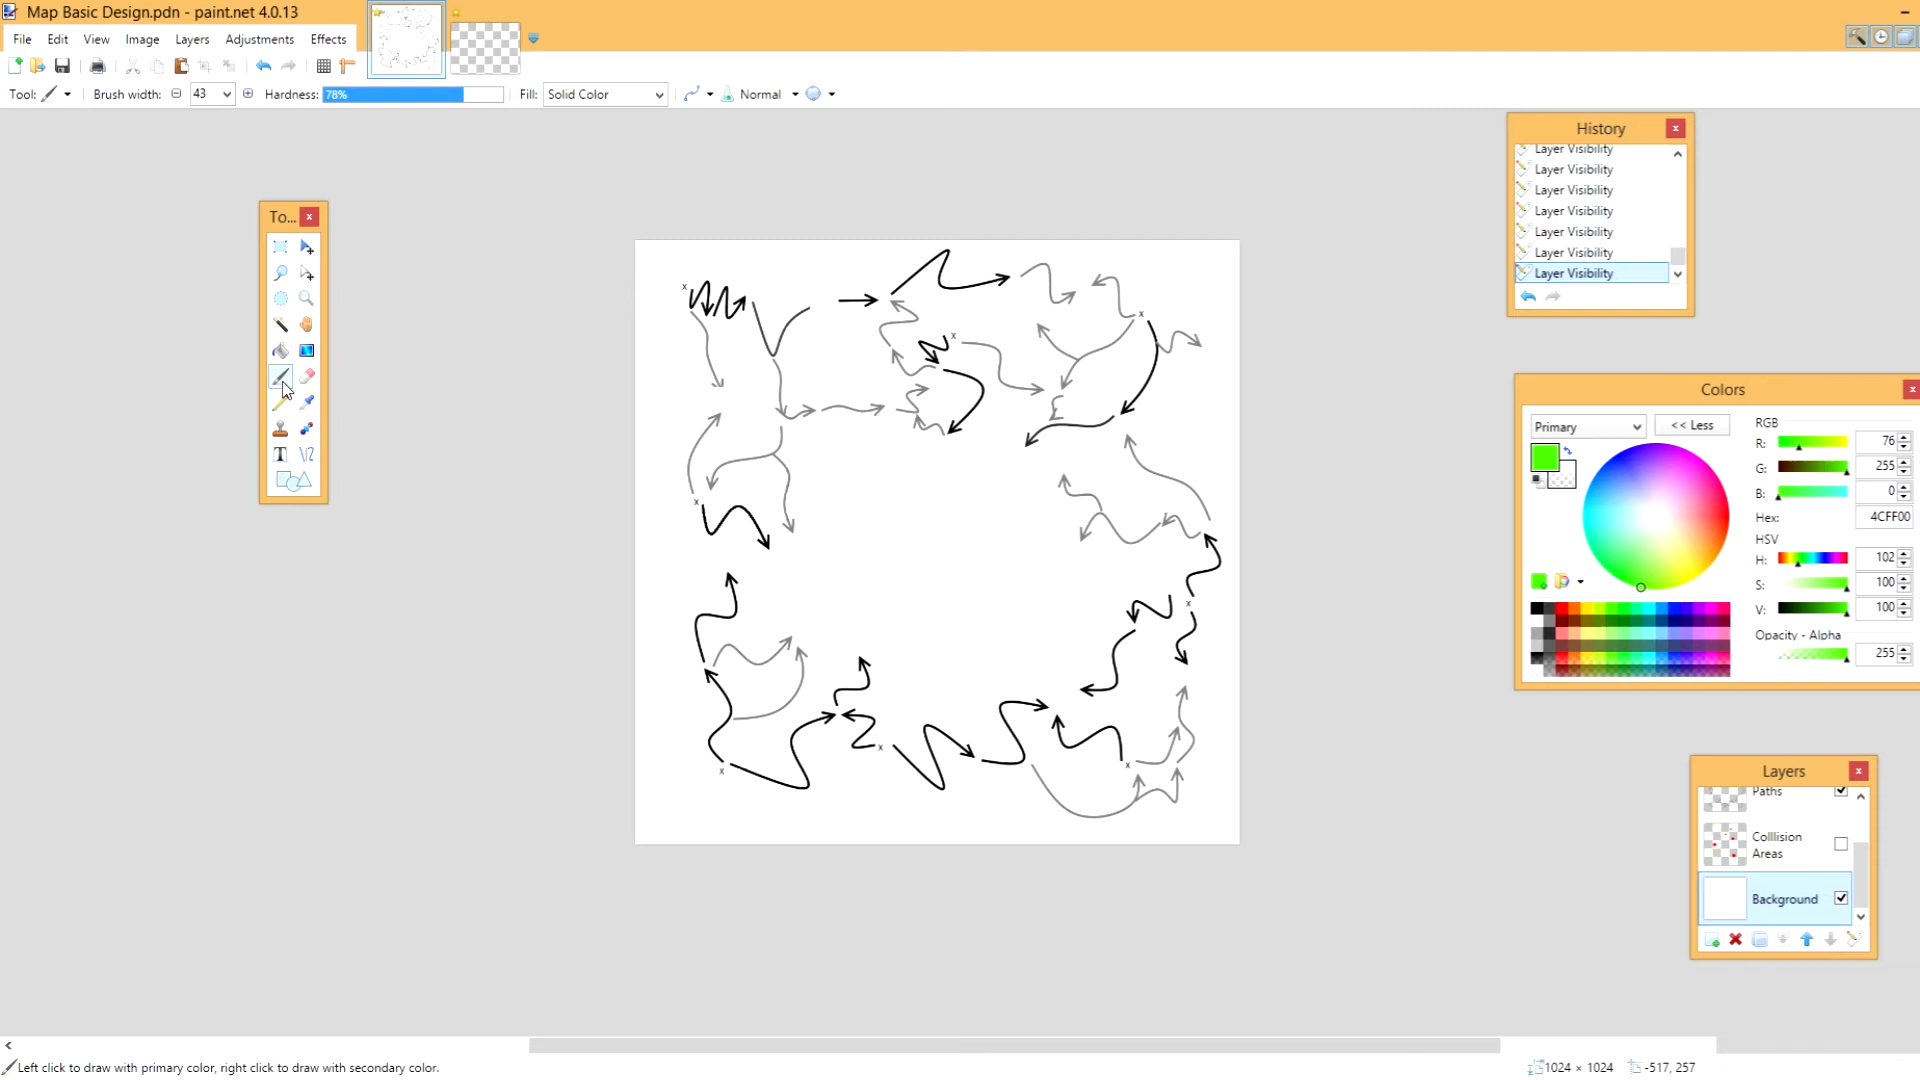 Map Basic Design.pdn - paint.net 4.0.13
File Edit View Image Layers Adjustments Effects
Tool: Brush width: 43 Hardness: 78% Fill: Solid Color Normal
To...
T
History
Layer Visibility
Layer Visibility
Layer Visibility
Layer Visibility
Layer Visibility
Layer Visibility
Layer Visibility
Colors
Primary
<< Less
RGB
R: 76
G: 255
B: 0
Hex: 4CFF00
HSV
H: 102
S: 100
V: 100
Opacity - Alpha
255
x
x
x
x
x
x
x
x
Layers
Paths
Colllision
Areas
Background
Left click to draw with primary color, right click to draw with secondary color.
1024 × 1024
-517, 257